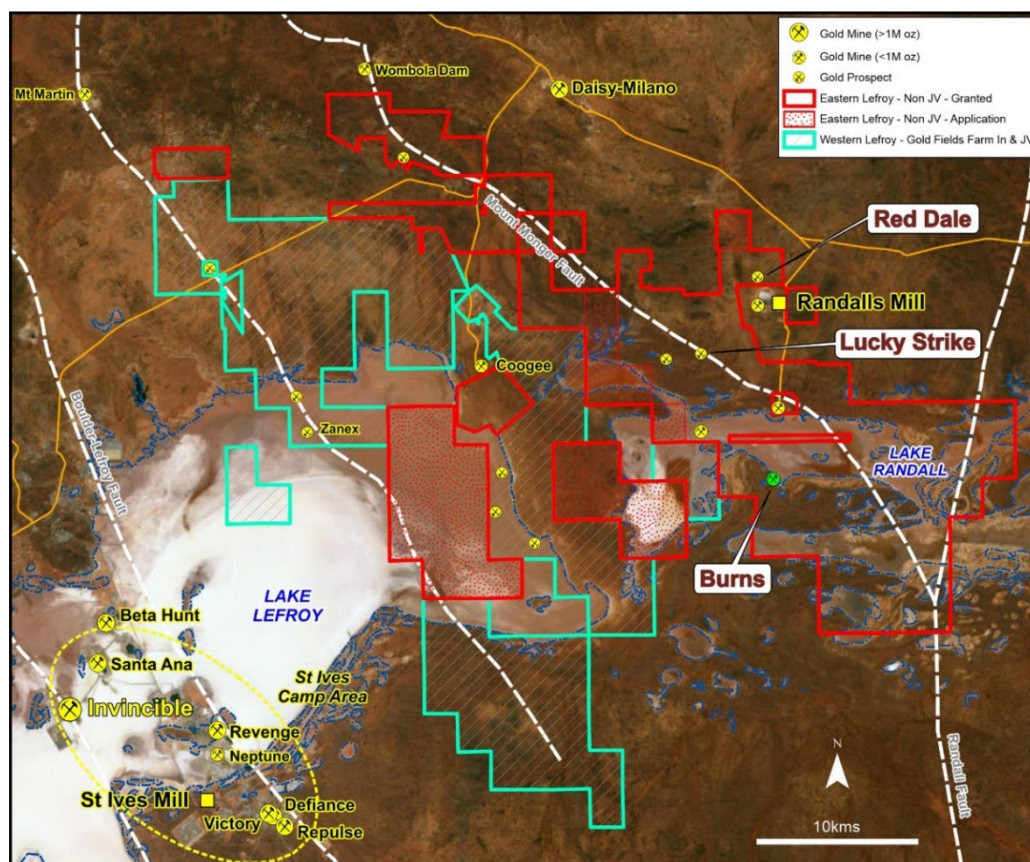 Gold Mine (>1M oz)
Gold Mine (<1M oz)
Gold Prospect
Eastern Lefroy - Non JV - Granted
Eastern Lefroy - Non JV - Application
Western Lefroy - Gold Fields Farm In & JV
Wombola Dam
Daisy-Milano
Mt Martin
Mount Monger Fault
Red Dale
Randalls Mill
Lucky Strike
Coogee
Boulder-Lefroy Fault
Zanex
LAKE
RANDALL
Burns
LAKE
LEFROY
Beta Hunt
Santa Ana
St Ives
Camp Area
Invincible
Revenge
Neptune
St Ives Mill
Defiance
Victory
Repulse
Randall Fault
N
10kms